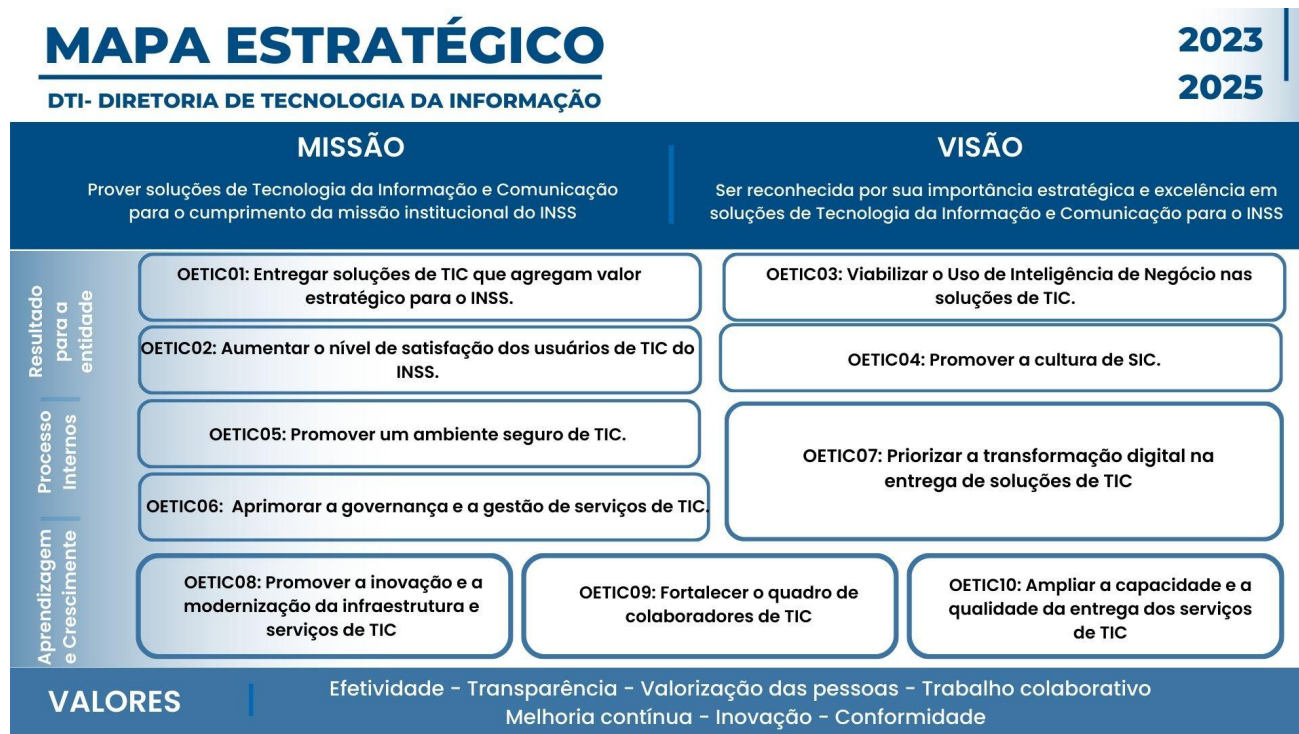 MAPA ESTRATÉGICO
DTI- DIRETORIA DE TECNOLOGIA DA INFORMAÇÃO
2023
2025
MISSÃO
Prover soluções de Tecnologia da Informação e Comunicação
para o cumprimento da missão institucional do INSS
VISÃO
Ser reconhecida por sua importância estratégica e excelência em
soluções de Tecnologia da Informação e Comunicação para o INSS
Resultado
para a
entidade
OETIC01: Entregar soluções de TIC que agregam valor
estratégico para o INSS.
OETIC03: Viabilizar o Uso de Inteligência de Negócio nas
soluções de TIC.
OETIC02: Aumentar o nível de satisfação dos usuários de TIC do
INSS.
OETIC04: Promover a cultura de SIC.
Processo
Internos
OETIC05: Promover um ambiente seguro de TIC.
OETIC07: Priorizar a transformação digital na
entrega de soluções de TIC
OETIC06: Aprimorar a governança e a gestão de serviços de TIC.
Aprendizagem
e Crescimente
OETIC08: Promover a inovação e a
modernização da infraestrutura e
serviços de TIC
OETIC09: Fortalecer o quadro de
colaboradores de TIC
OETIC10: Ampliar a capacidade e a
qualidade da entrega dos serviços
de TIC
VALORES
Efetividade - Transparência - Valorização das pessoas - Trabalho colaborativo
Melhoria contínua - Inovação - Conformidade